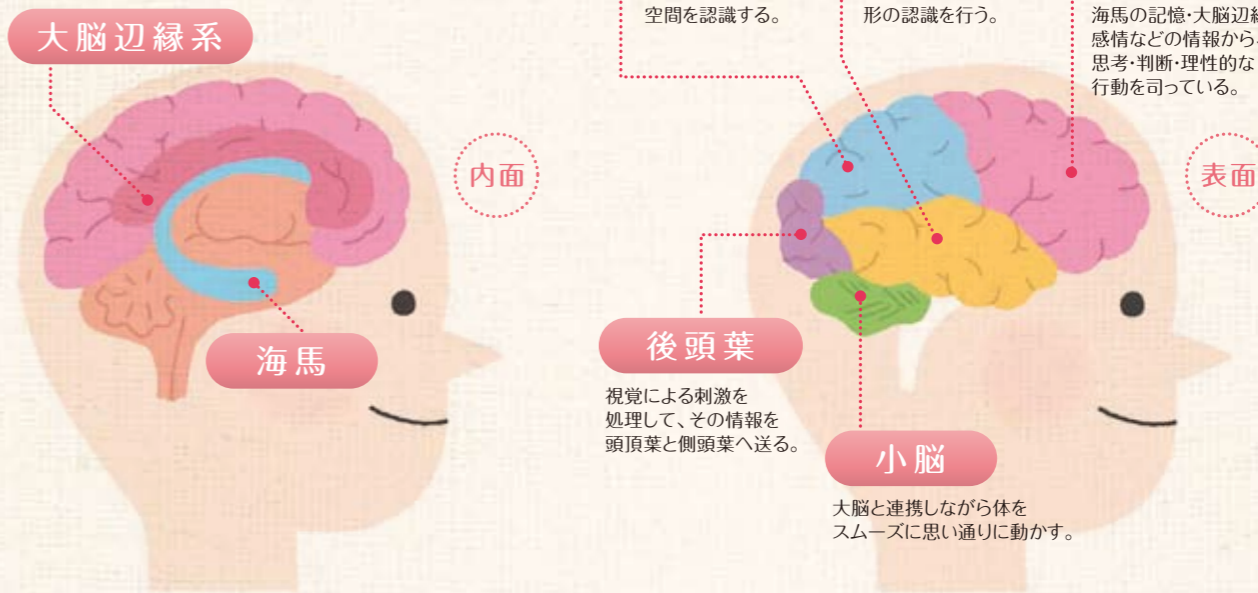 大脳辺縁系
内面
海馬
空間を認識する。
形の認識を行う。
海馬の記憶・大脳辺縁
感情などの情報から
思考・判断・理性的な
行動を司っている。
表面
後頭葉
視覚による刺激を
処理して、その情報を
頭頂葉と側頭葉へ送る。
小脳
大脳と連携しながら体を
スムーズに思い通りに動かす。